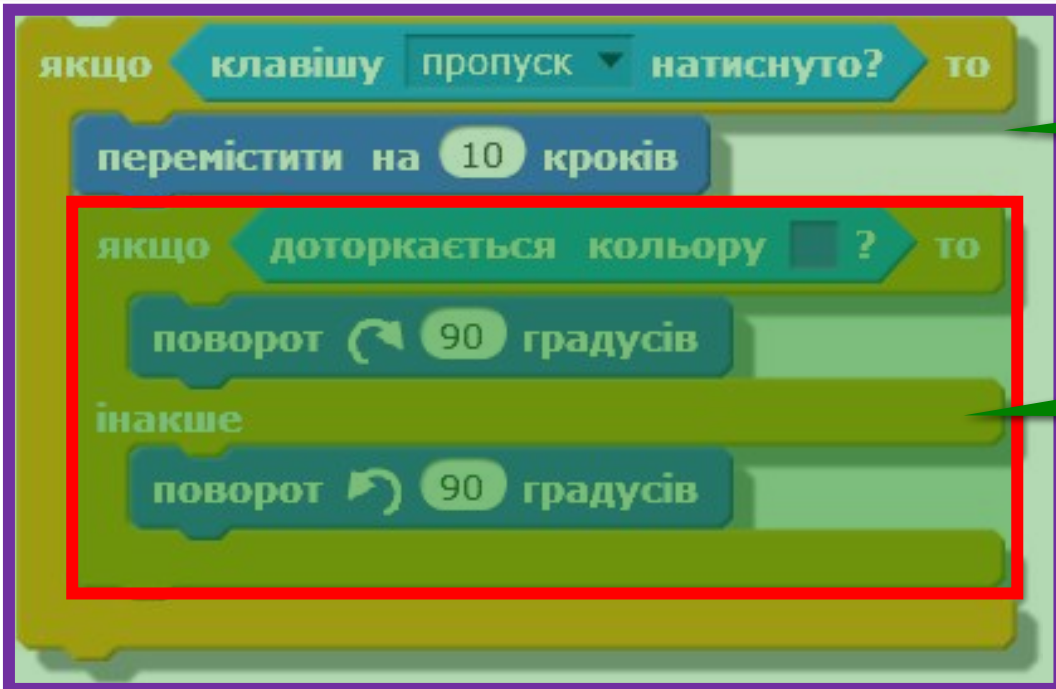 якщо клавішу пропуск натиснуто? то
перемістити на 10 кроків
якщо доторкається кольору ? то
поворот 90 градусів
інакше
поворот 90 градусів